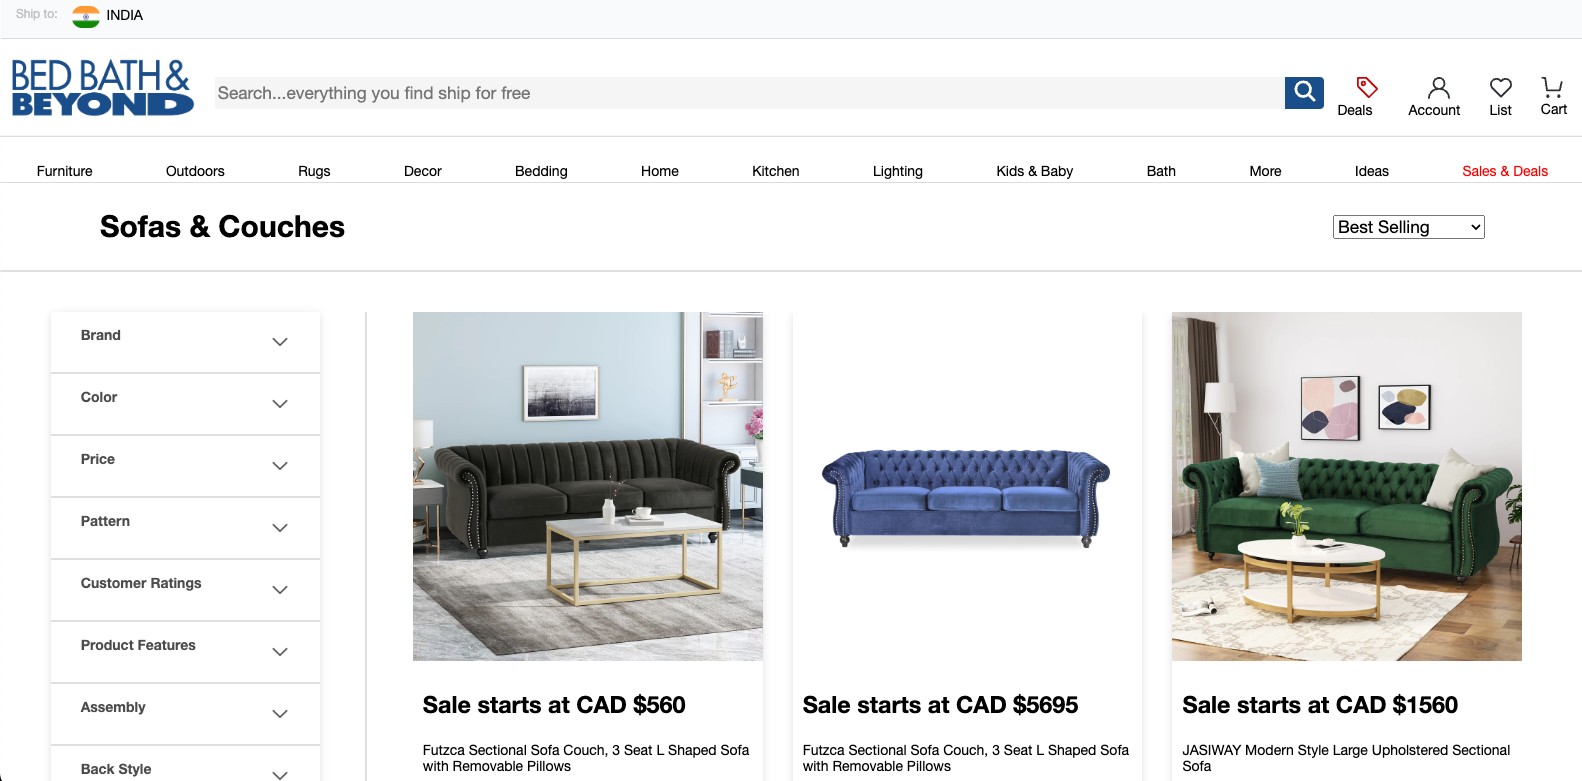 Ship to: INDIA
BED BATH &
BEYOND
Search...everything you find ship for free
Deals Account List Cart
Furniture Outdoors Rugs Decor Bedding Home Kitchen Lighting Kids & Baby Bath More Ideas Sales & Deals
Sofas & Couches
Best Selling
Brand
Color
Price
Pattern
Customer Ratings
Product Features
Assembly
Back Style
Sale starts at CAD $560
Futzca Sectional Sofa Couch, 3 Seat L Shaped Sofa
with Removable Pillows
Sale starts at CAD $5695
Futzca Sectional Sofa Couch, 3 Seat L Shaped Sofa
with Removable Pillows
Sale starts at CAD $1560
JASIWAY Modern Style Large Upholstered Sectional
Sofa